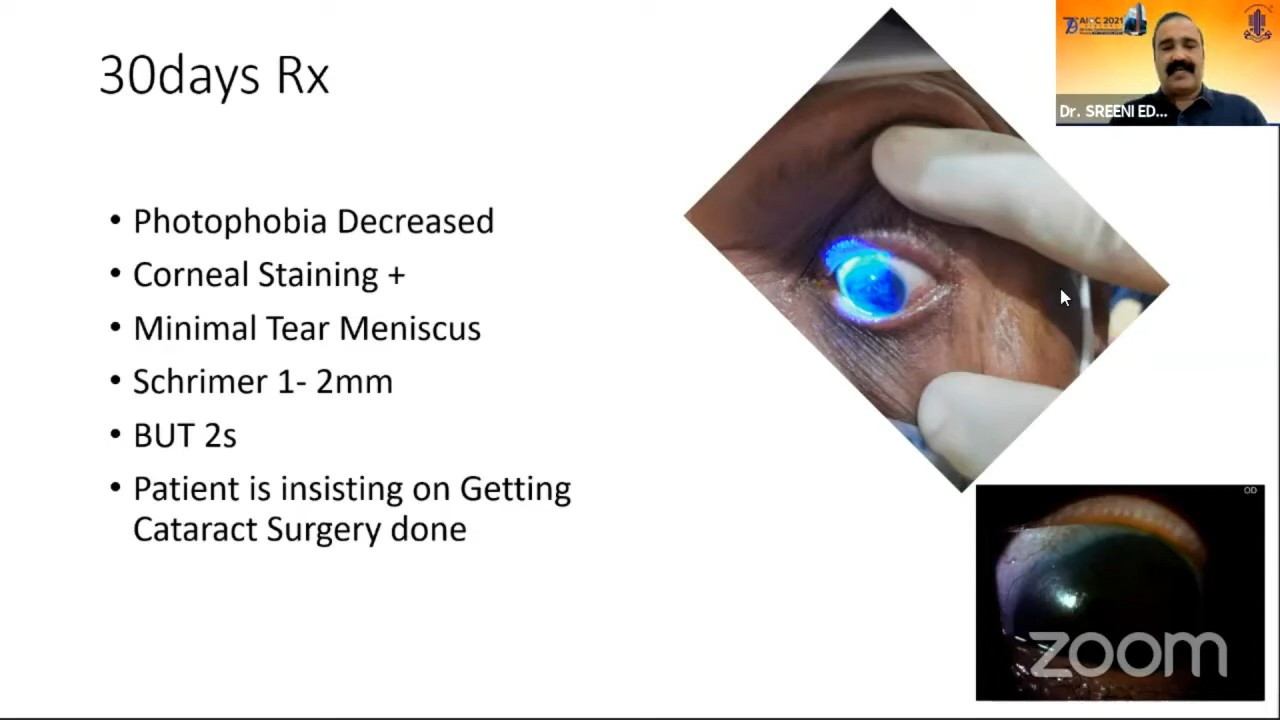 30days Rx
AIOC 2021
Dr. SREENI ED...
• Photophobia Decreased
• Corneal Staining +
• Minimal Tear Meniscus
• Schrimer 1- 2mm
• BUT 2s
• Patient is insisting on Getting
Cataract Surgery done
OD
zoom